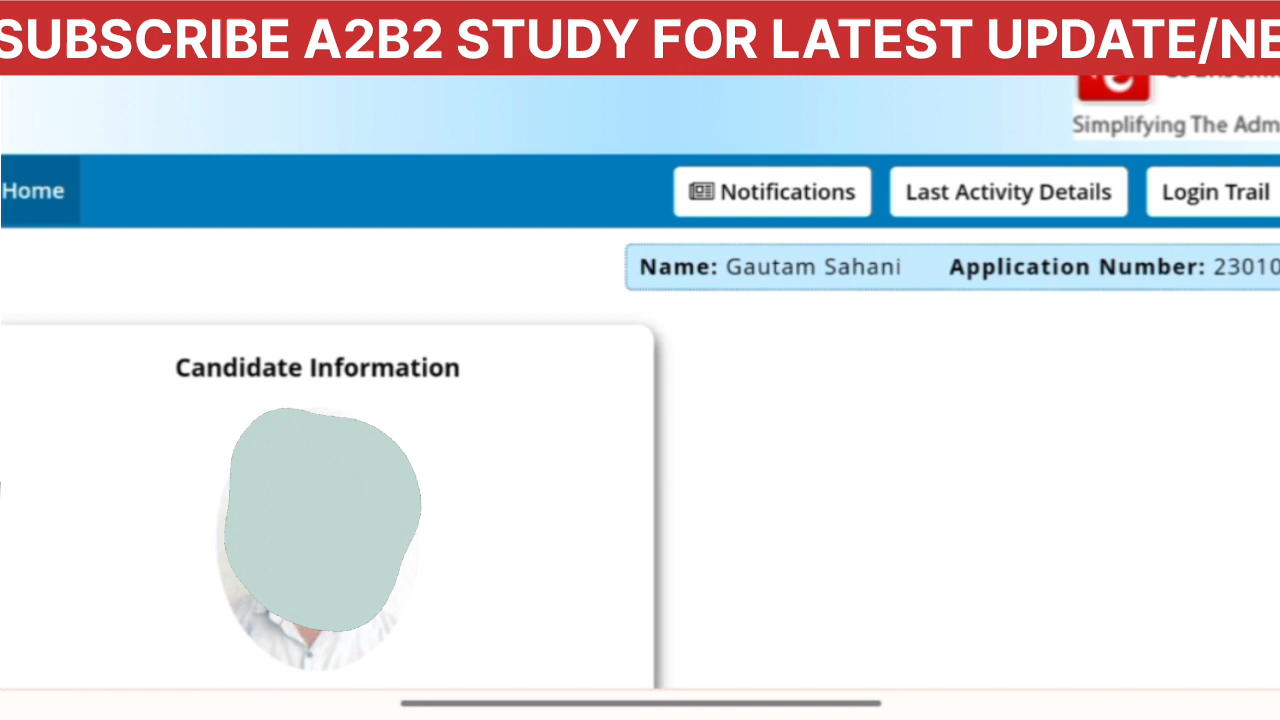 SUBSCRIBE A2B2 STUDY FOR LATEST UPDATE/NE
Simplifying The Adm
Home
Notifications
Last Activity Details
Login Trail
Name: Gautam Sahani Application Number: 23010
Candidate Information